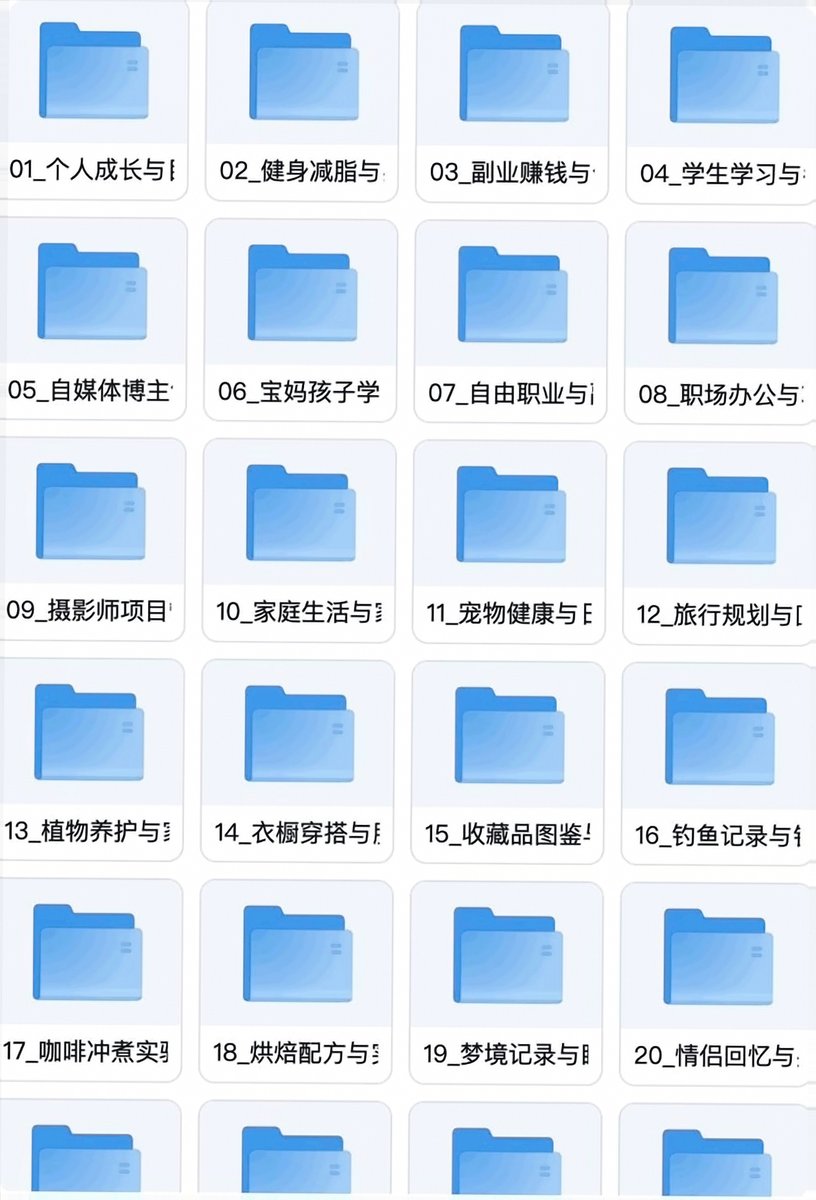 01_个人成长与
02_健身减脂与
03_副业赚钱与
04_学生学习与
05_自媒体博主
06_宝妈孩子学
07_自由职业与
08_职场办公与
09_摄影师项目
10_家庭生活与
11_宠物健康与
12_旅行规划与
13_植物养护与
14_衣橱穿搭与
15_收藏品图鉴
16_钓鱼记录与
17_咖啡冲煮实
18_烘焙配方与
19_梦境记录与
20_情侣回忆与